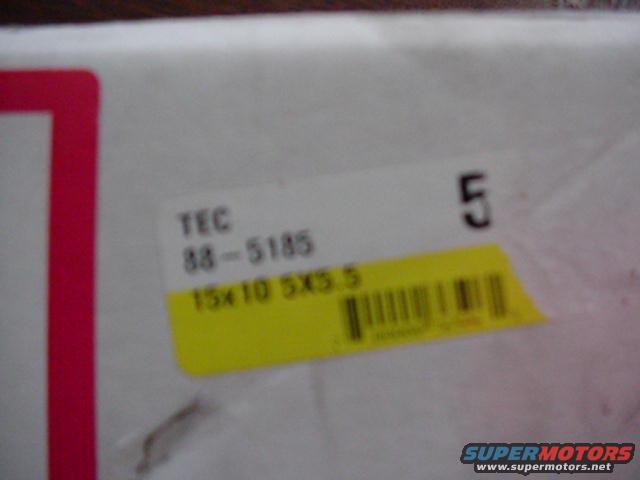 TEC
5
88-5185
15x10 5X5.5
SUPERMOTORS
www.supermotors.net